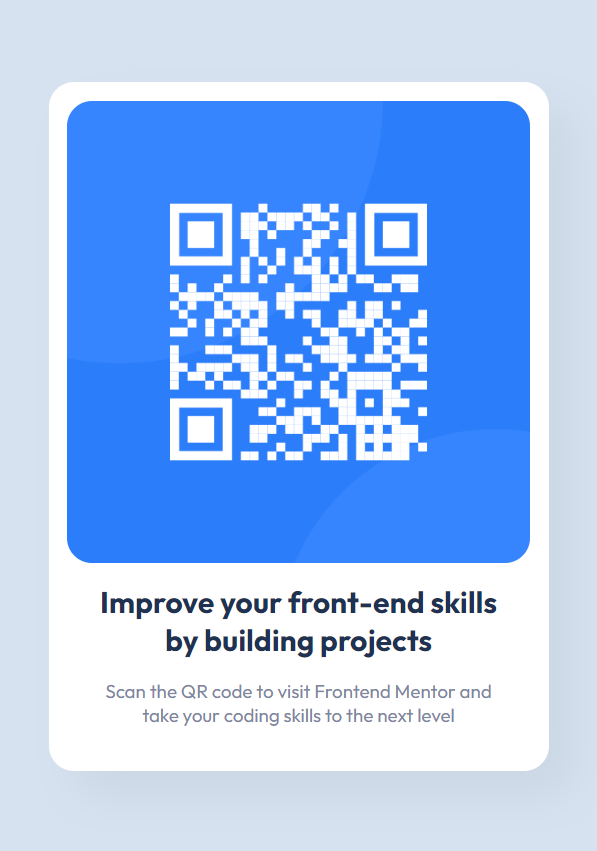 Improve your front-end skills
by building projects
Scan the QR code to visit Frontend Mentor and
take your coding skills to the next level